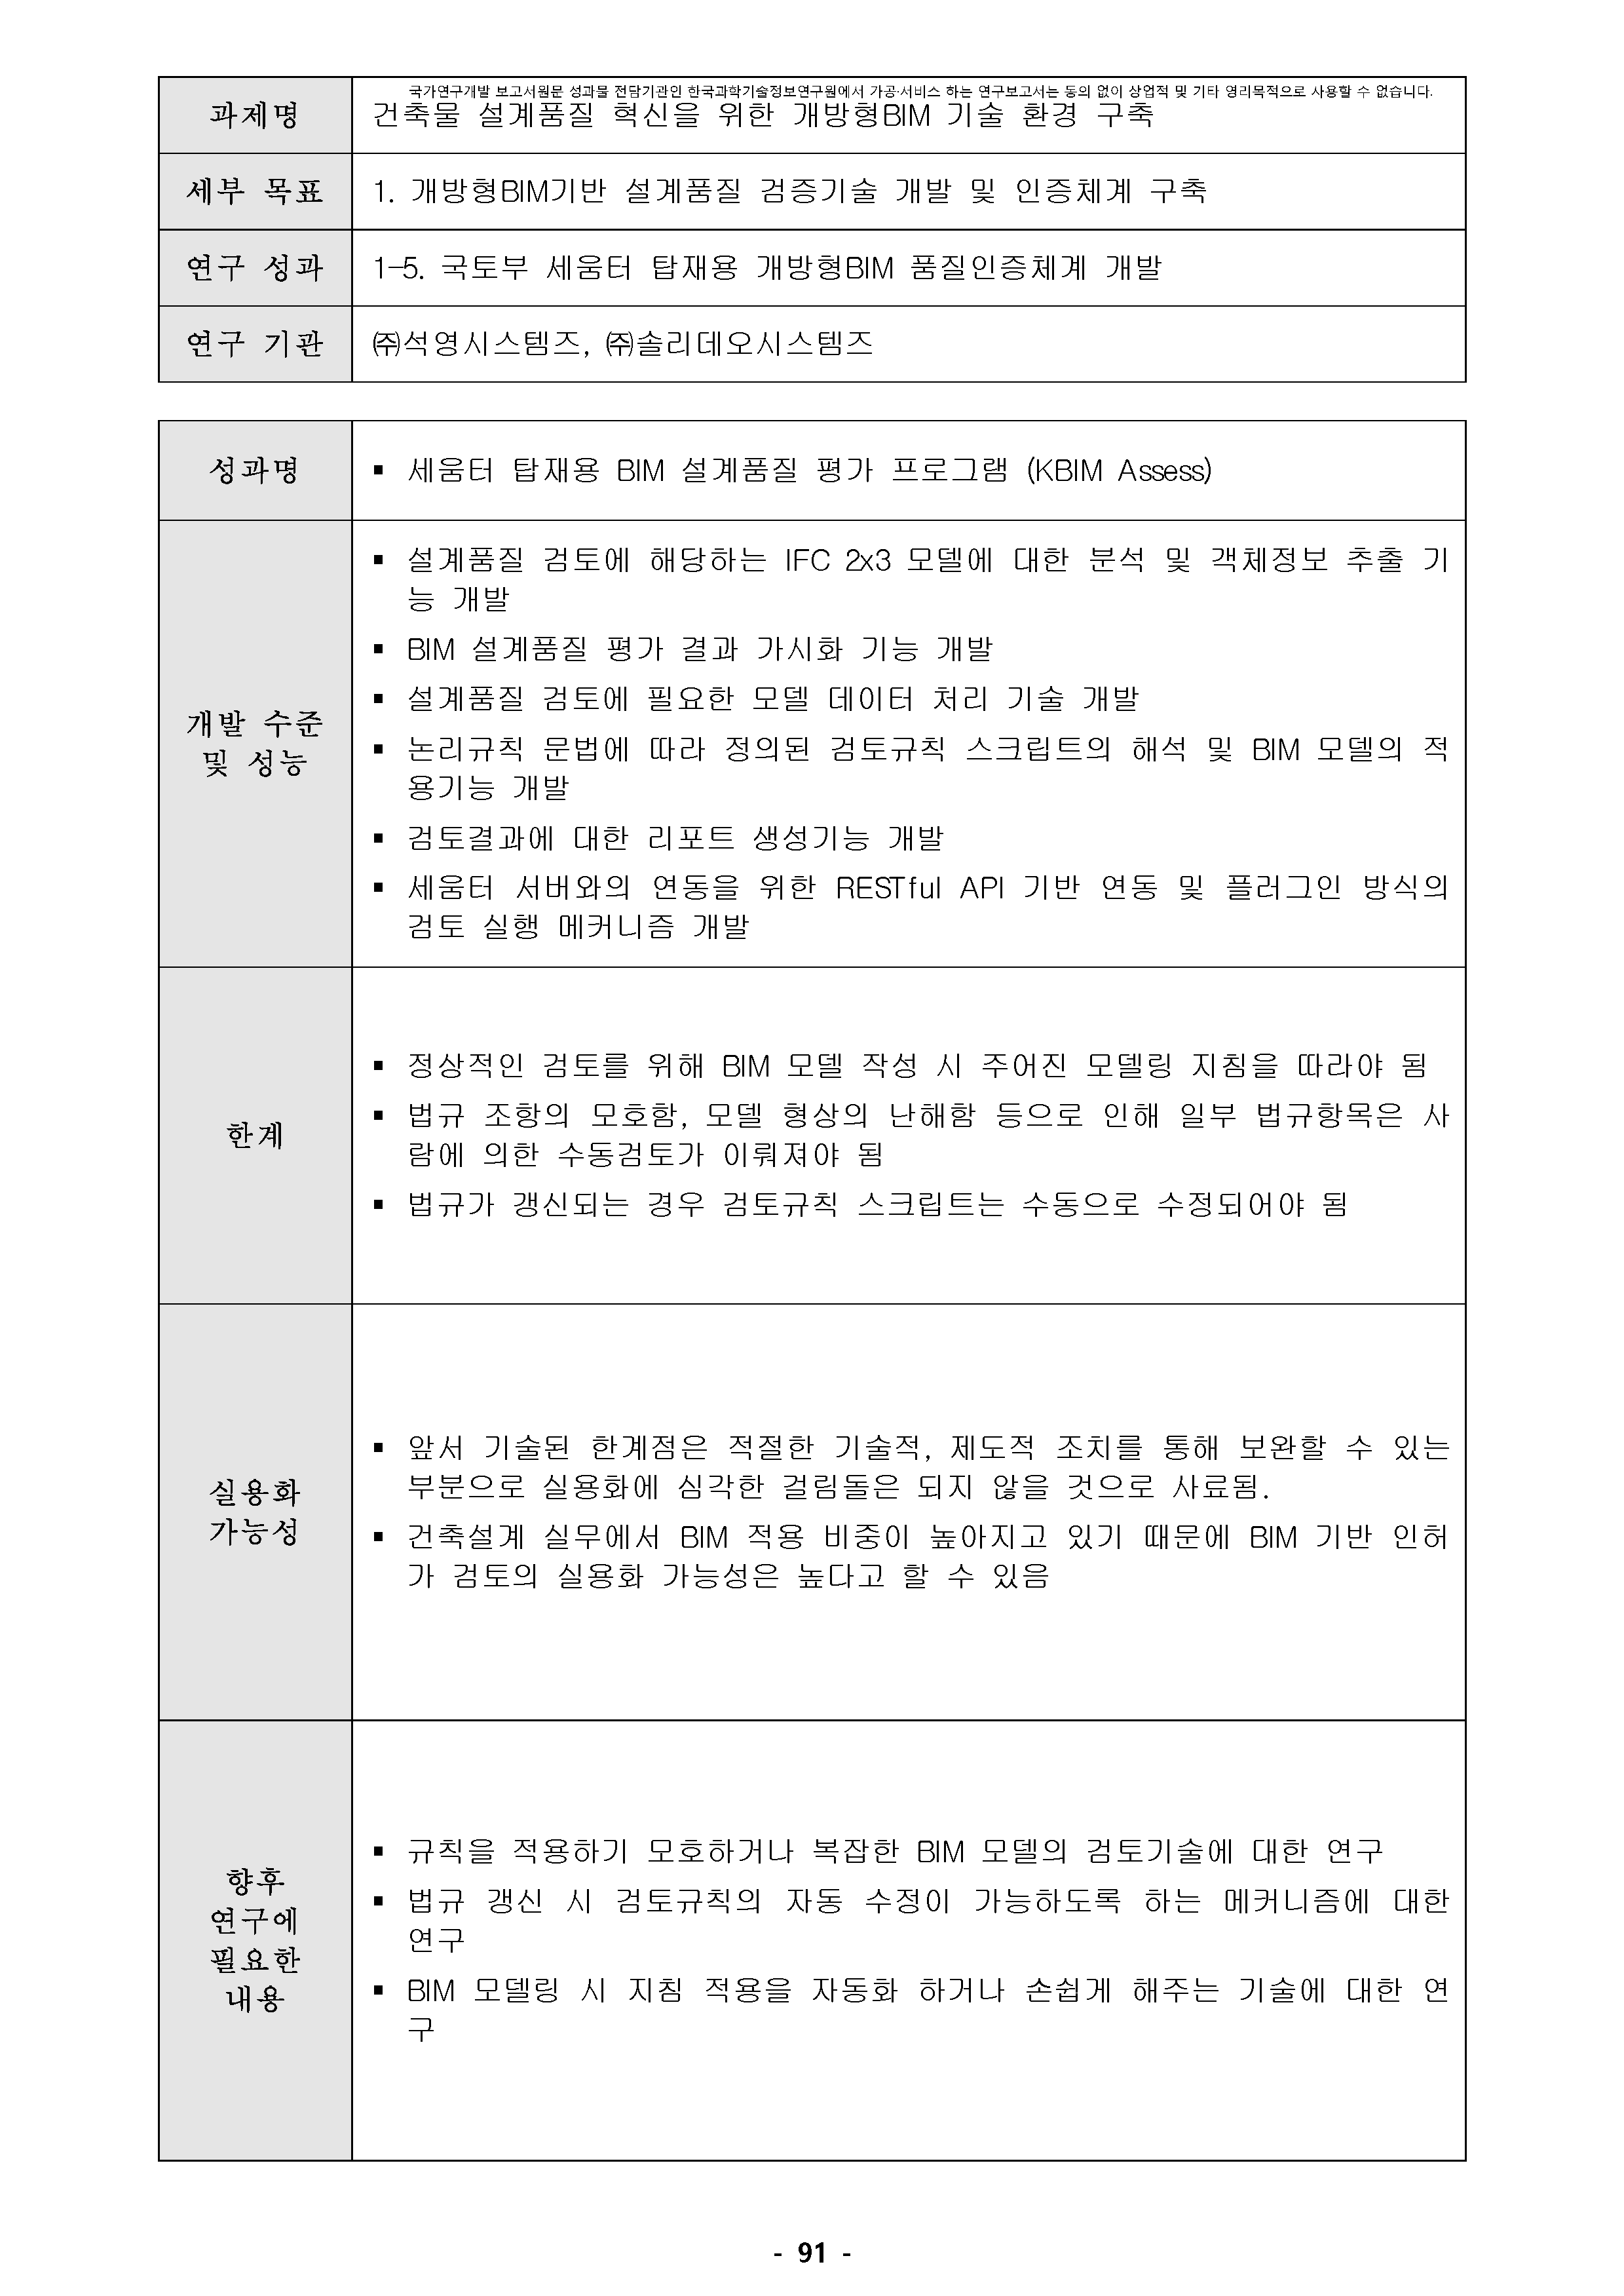 국가연구개발 보고서원문 성과물 전담기관인 한국과학기술정보연구원에서 가공·서비스 하는 연구보고서는 동의 없이 상업적 및 기타 영리목적으로 사용할 수 없습니다.
과제명 건축물 설계품질 혁신을 위한 개방형BIM 기술 환경 구축
세부 목표 1. 개방형BIM기반 설계품질 검증기술 개발 및 인증체계 구축
연구 성과 1-5. 국토부 세움터 탑재용 개방형BIM 품질인증체계 개발
연구 기관 ㈜석영시스템즈, ㈜솔리데오시스템즈
성과명 ▪ 세움터 탑재용 BIM 설계품질 평가 프로그램 (KBIM Assess)
개발 수준
및 성능
▪ 설계품질 검토에 해당하는 IFC 2x3 모델에 대한 분석 및 객체정보 추출 기
능 개발
▪ BIM 설계품질 평가 결과 가시화 기능 개발
▪ 설계품질 검토에 필요한 모델 데이터 처리 기술 개발
▪ 논리규칙 문법에 따라 정의된 검토규칙 스크립트의 해석 및 BIM 모델의 적
용기능 개발
▪ 검토결과에 대한 리포트 생성기능 개발
▪ 세움터 서버와의 연동을 위한 RESTful API 기반 연동 및 플러그인 방식의
검토 실행 메커니즘 개발
한계
▪ 정상적인 검토를 위해 BIM 모델 작성 시 주어진 모델링 지침을 따라야 됨
▪ 법규 조항의 모호함, 모델 형상의 난해함 등으로 인해 일부 법규항목은 사
람에 의한 수동검토가 이뤄져야 됨
▪ 법규가 갱신되는 경우 검토규칙 스크립트는 수동으로 수정되어야 됨
실용화
가능성
▪ 앞서 기술된 한계점은 적절한 기술적, 제도적 조치를 통해 보완할 수 있는
부분으로 실용화에 심각한 걸림돌은 되지 않을 것으로 사료됨.
▪ 건축설계 실무에서 BIM 적용 비중이 높아지고 있기 때문에 BIM 기반 인허
가 검토의 실용화 가능성은 높다고 할 수 있음
향후
연구에
필요한
내용
▪ 규칙을 적용하기 모호하거나 복잡한 BIM 모델의 검토기술에 대한 연구
▪ 법규 갱신 시 검토규칙의 자동 수정이 가능하도록 하는 메커니즘에 대한
연구
▪ BIM 모델링 시 지침 적용을 자동화 하거나 손쉽게 해주는 기술에 대한 연
구
- 91 -